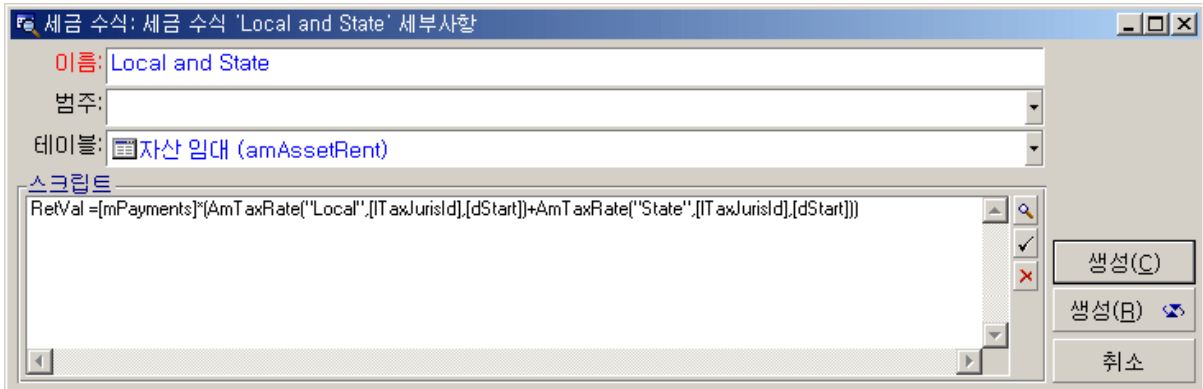 세금 수식: 세금 수식 'Local and State' 세부사항
이름: Local and State
범주:
테이블: 자산 임대 (amAssetRent)
스크립트
RetVal =[mPayments]*(AmTaxRate("Local",[lTaxJurisId],[dStart])+AmTaxRate("State",[lTaxJurisId],[dStart]))
생성(C)
생성(R)
취소